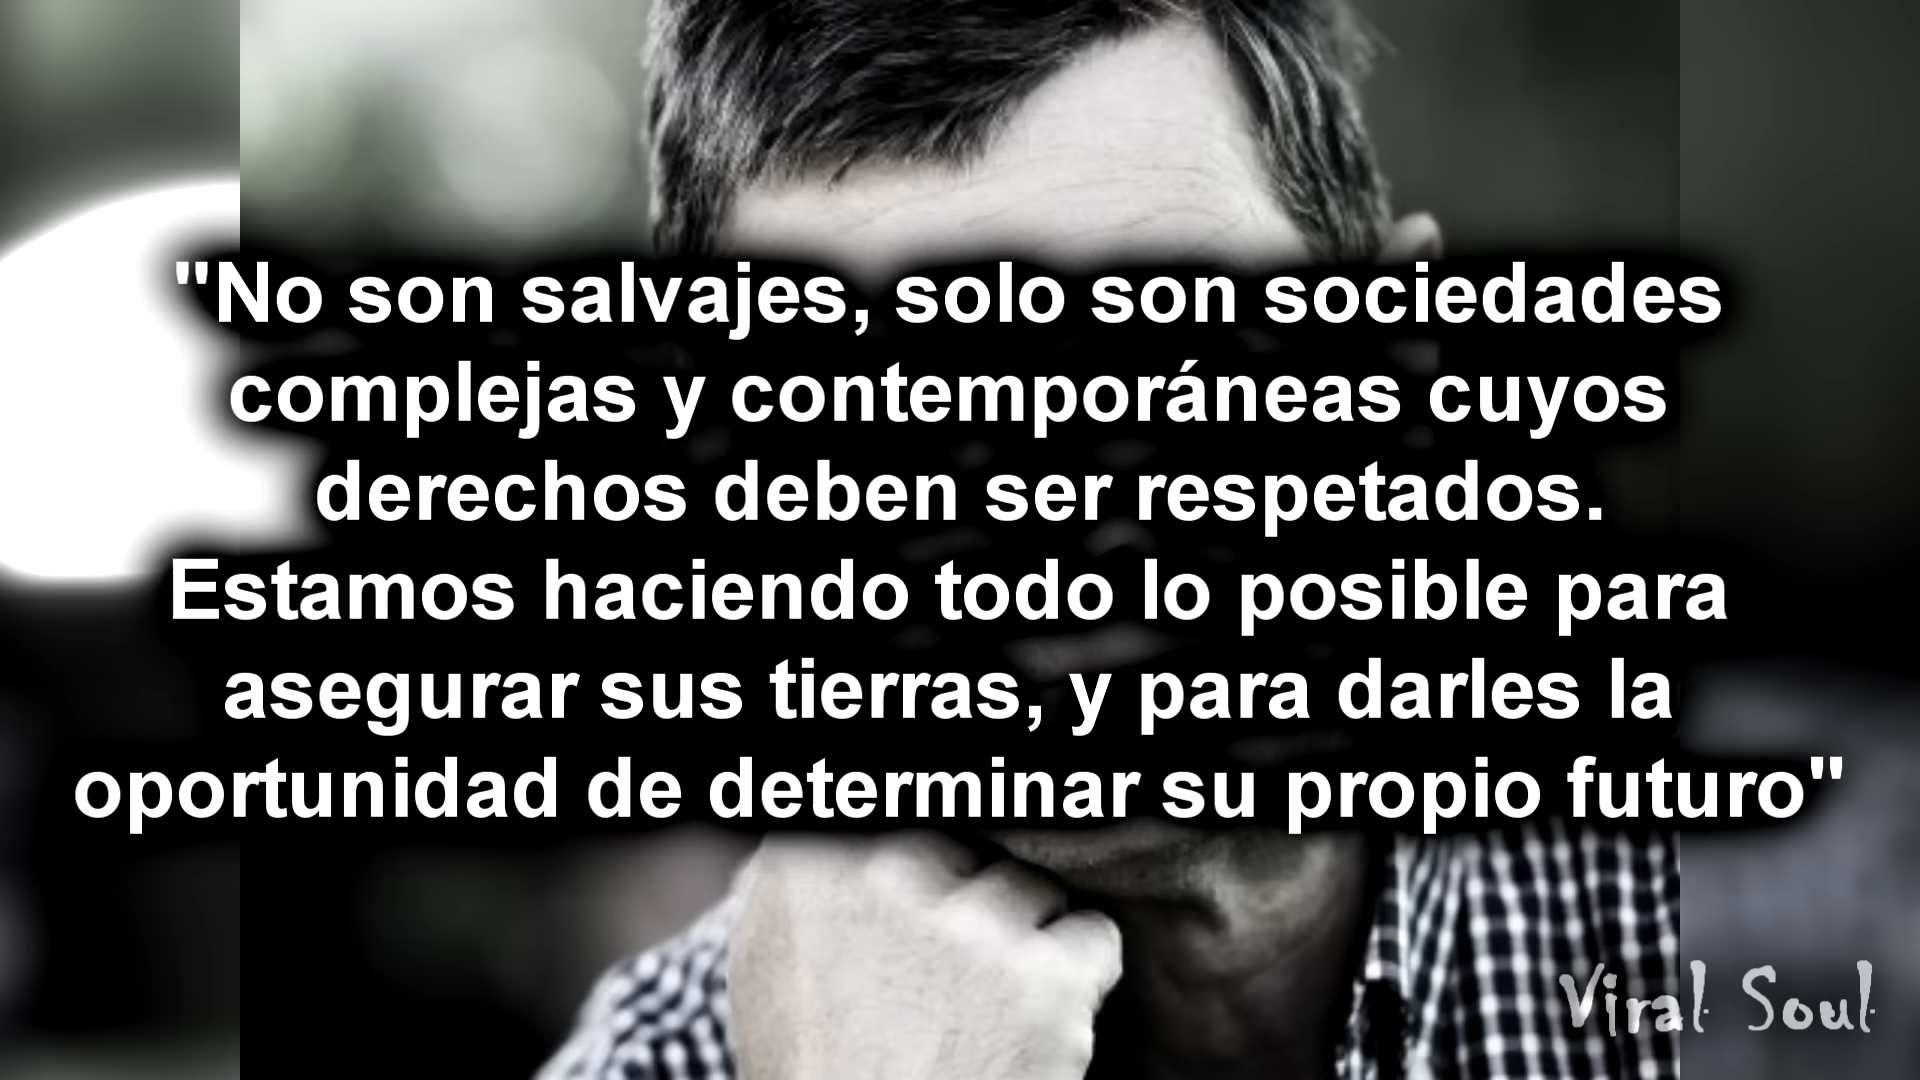 "No son salvajes, solo son sociedades
complejas y contemporáneas cuyos
derechos deben ser respetados.
Estamos haciendo todo lo posible para
asegurar sus tierras, y para darles la
oportunidad de determinar su propio futuro"
Viral Soul